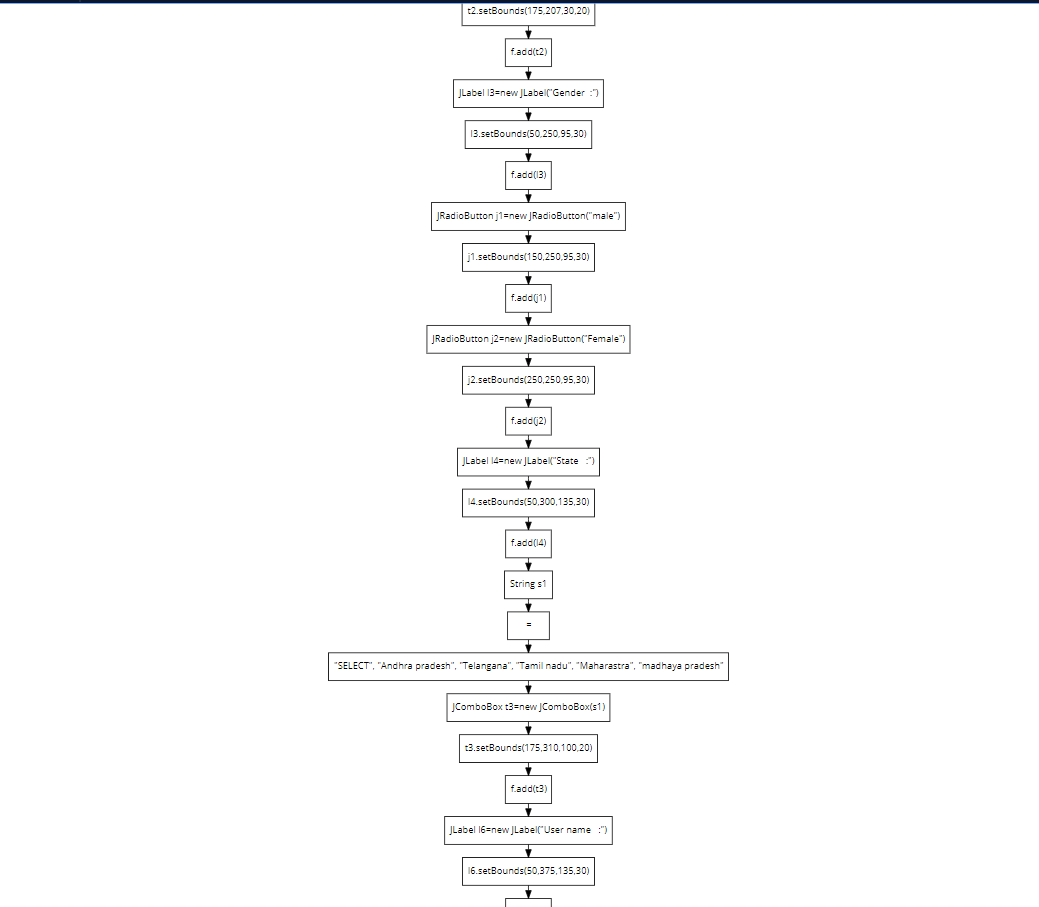 t2.setBounds(175,207,30,20)
f.add(t2)
JLabel l3=new JLabel("Gender  :")
l3.setBounds(50,250,95,30)
f.add(l3)
JRadioButton j1=new JRadioButton("male")
j1.setBounds(150,250,95,30)
f.add(j1)
JRadioButton j2=new JRadioButton("Female")
j2.setBounds(250,250,95,30)
f.add(j2)
JLabel l4=new JLabel("State  :")
l4.setBounds(50,300,135,30)
f.add(l4)
String s1
=
"SELECT", "Andhra pradesh", "Telangana", "Tamil nadu", "Maharastra", "madhaya pradesh"
JComboBox t3=new JComboBox(s1)
t3.setBounds(175,310,100,20)
f.add(t3)
JLabel l6=new JLabel("User name  :")
l6.setBounds(50,375,135,30)